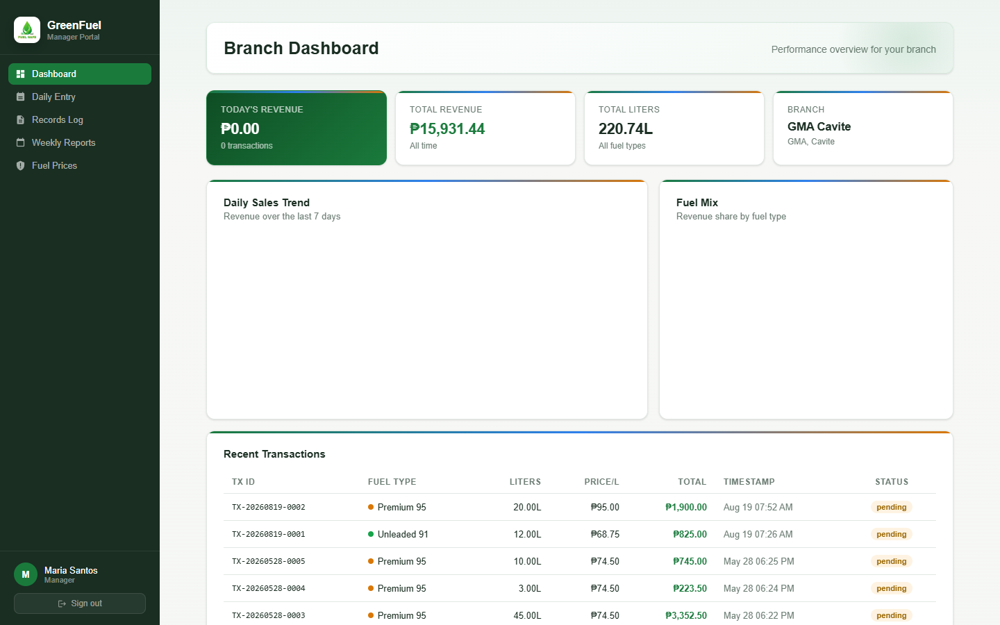 GreenFuel
Manager Portal
Dashboard
Daily Entry
Records Log
Weekly Reports
Fuel Prices
Maria Santos
M
Manager
Sign out
Branch Dashboard
Performance overview for your branch
TODAY'S REVENUE
₱0.00
0 transactions
TOTAL REVENUE
₱15,931.44
All time
TOTAL LITERS
220.74L
All fuel types
BRANCH
GMA Cavite
GMA, Cavite
Daily Sales Trend
Revenue over the last 7 days
Fuel Mix
Revenue share by fuel type
Recent Transactions
TX ID FUEL TYPE LITERS PRICE/L TOTAL TIMESTAMP STATUS
TX-20260819-0002 Premium 95 20.00L ₱95.00 ₱1,900.00 Aug 19 07:52 AM pending
TX-20260819-0001 Unleaded 91 12.00L ₱68.75 ₱825.00 Aug 19 07:26 AM pending
TX-20260528-0005 Premium 95 10.00L ₱74.50 ₱745.00 May 28 06:25 PM pending
TX-20260528-0004 Premium 95 3.00L ₱74.50 ₱223.50 May 28 06:24 PM pending
TX-20260528-0003 Premium 95 45.00L ₱74.50 ₱3,352.50 May 28 06:22 PM pending